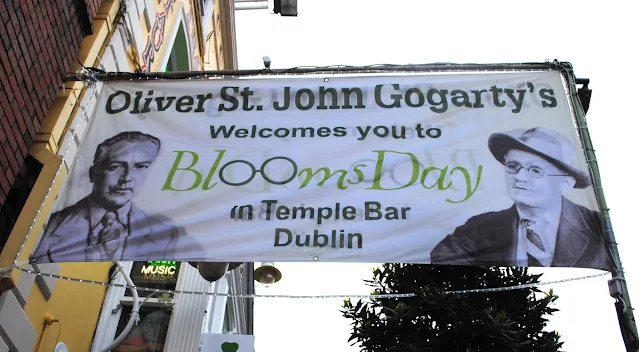 Oliver St. John Gogarty's
Welcomes you to
BloomsDay
in Temple Bar
Dublin
MUSIC